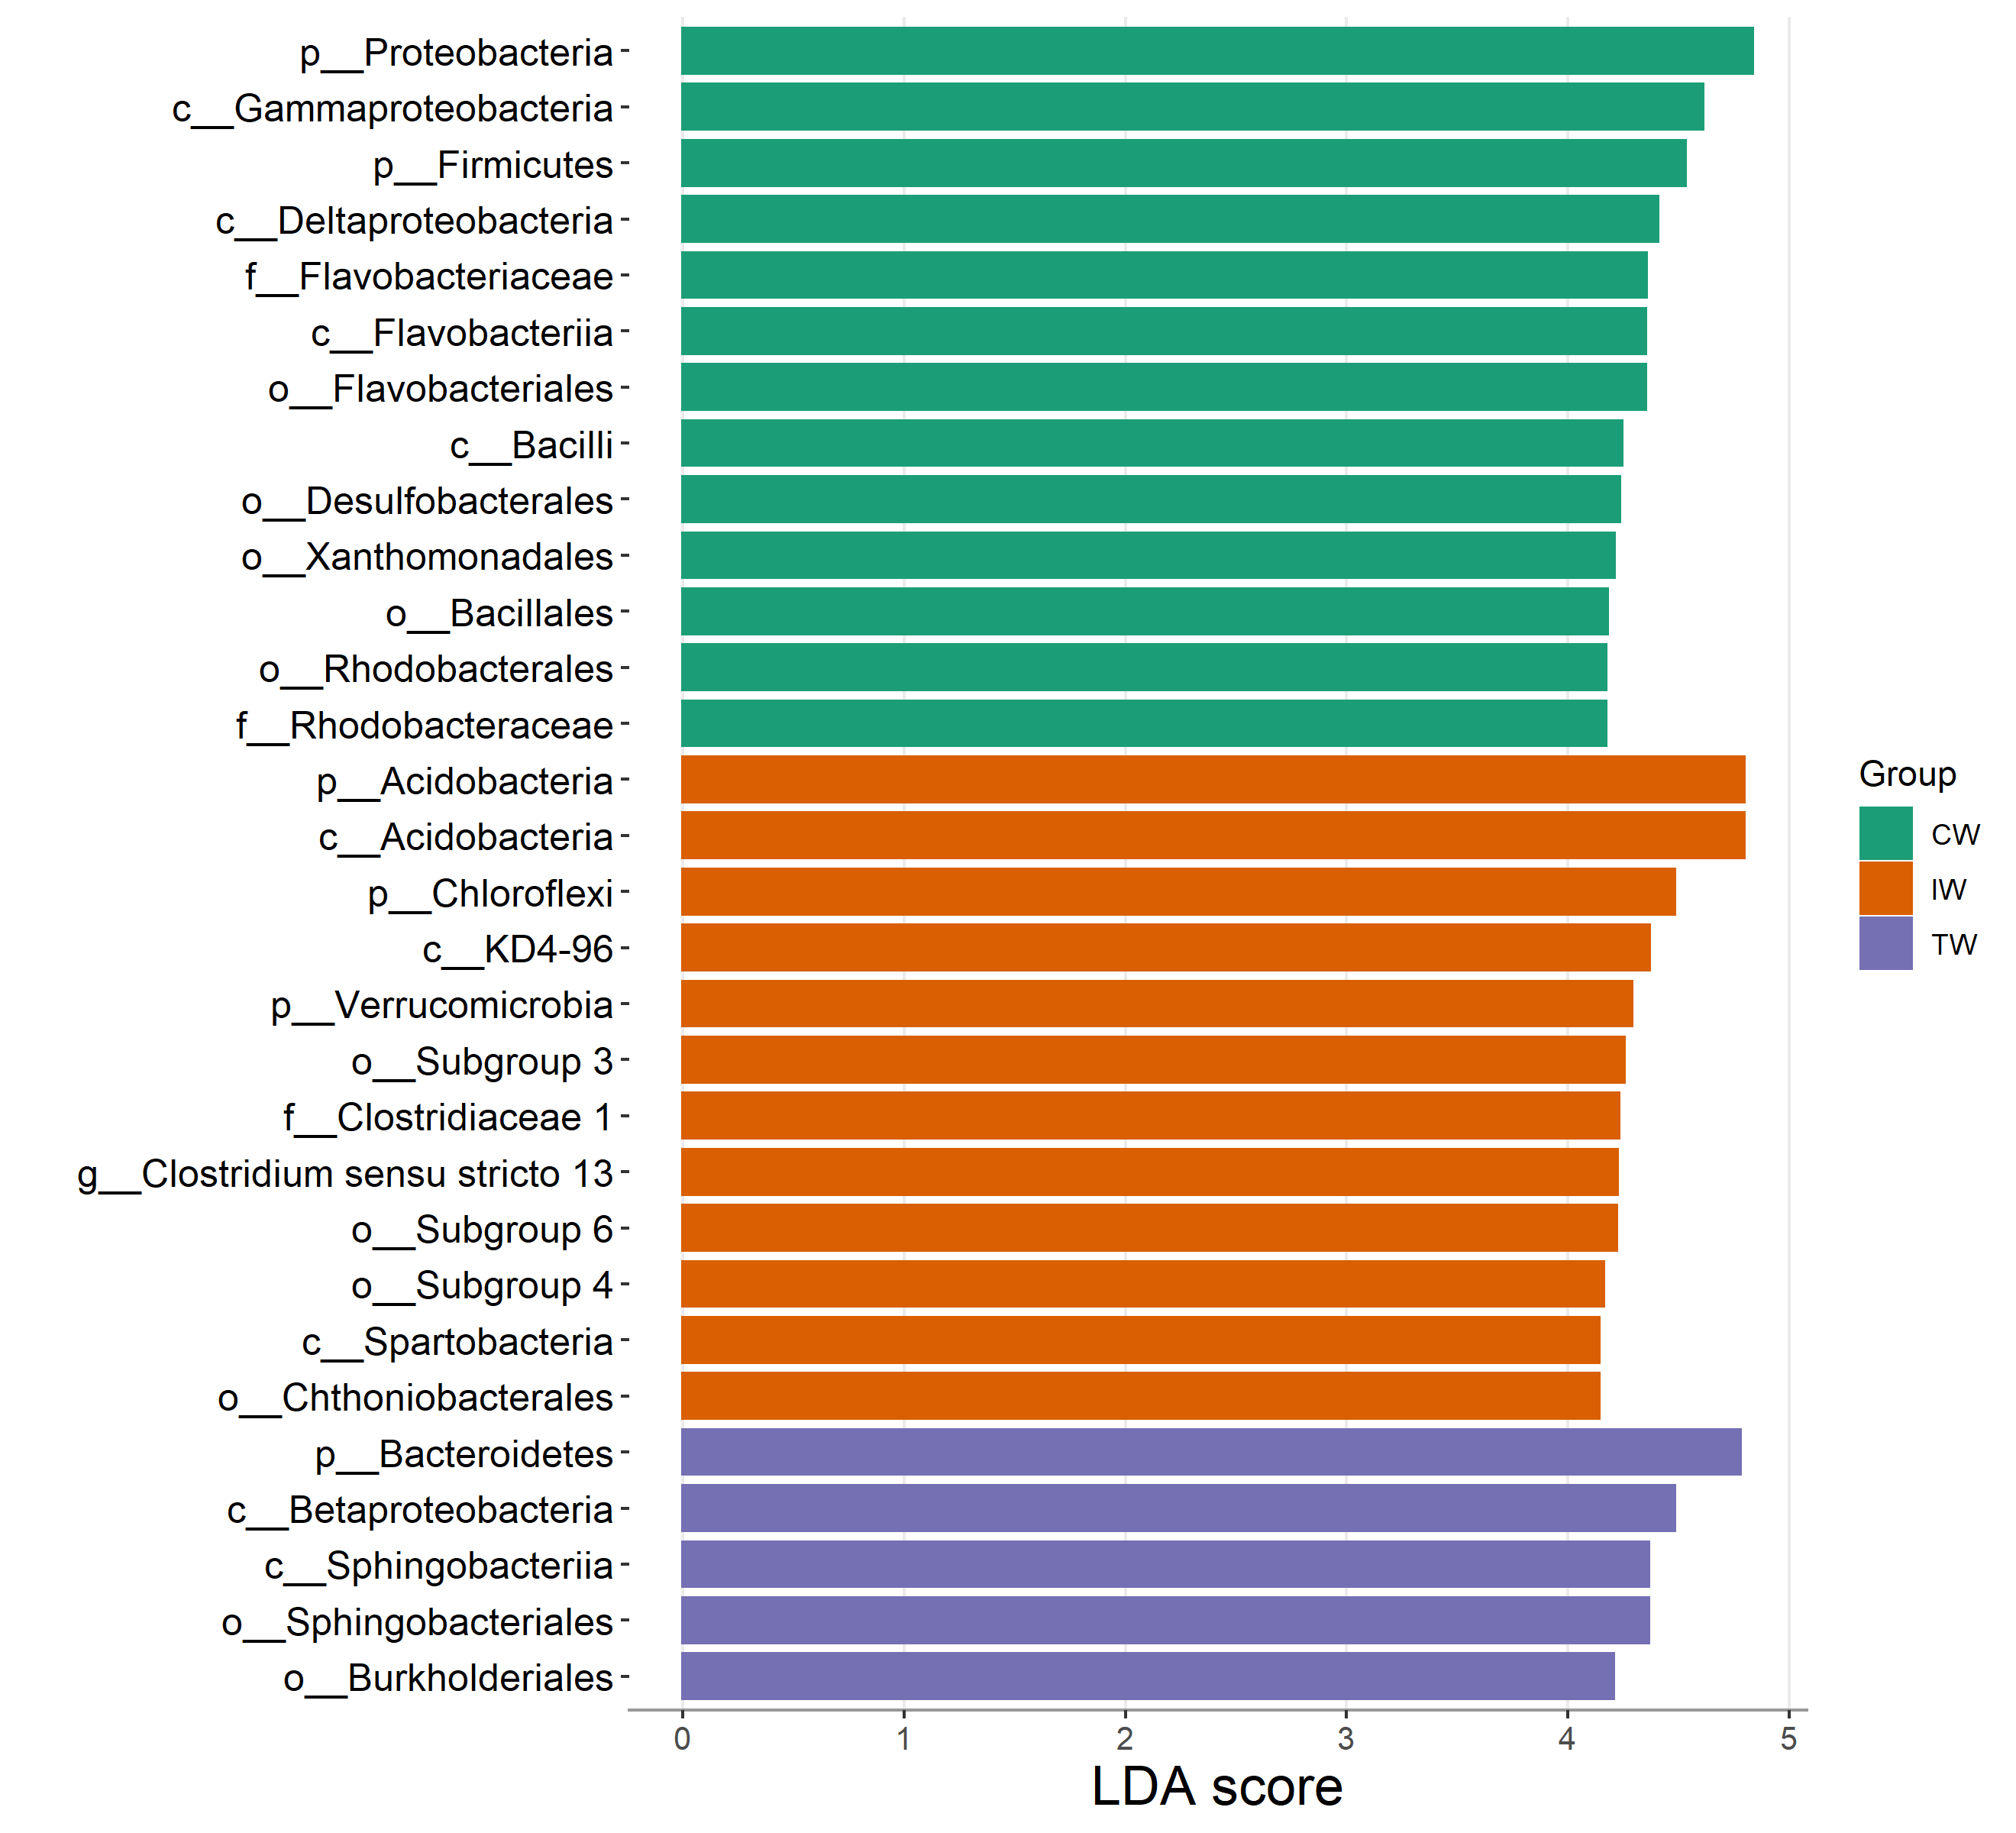 p__Proteobacteria
c__Gammaproteobacteria
p__Firmicutes
c__Deltaproteobacteria
f__Flavobacteriaceae
c__Flavobacteriia
o__Flavobacteriales
c__Bacilli
o__Desulfobacterales
o__Xanthomonadales
o__Bacillales
o__Rhodobacterales
f__Rhodobacteraceae
p__Acidobacteria
c__Acidobacteria
p__Chloroflexi
c__KD4-96
p__Verrucomicrobia
o__Subgroup 3
f__Clostridiaceae 1
g__Clostridium sensu stricto 13
o__Subgroup 6
o__Subgroup 4
c__Spartobacteria
o__Chthoniobacterales
p__Bacteroidetes
c__Betaproteobacteria
c__Sphingobacteriia
o__Sphingobacteriales
o__Burkholderiales
0 1 2 3 4 5
LDA score
Group
CW
IW
TW